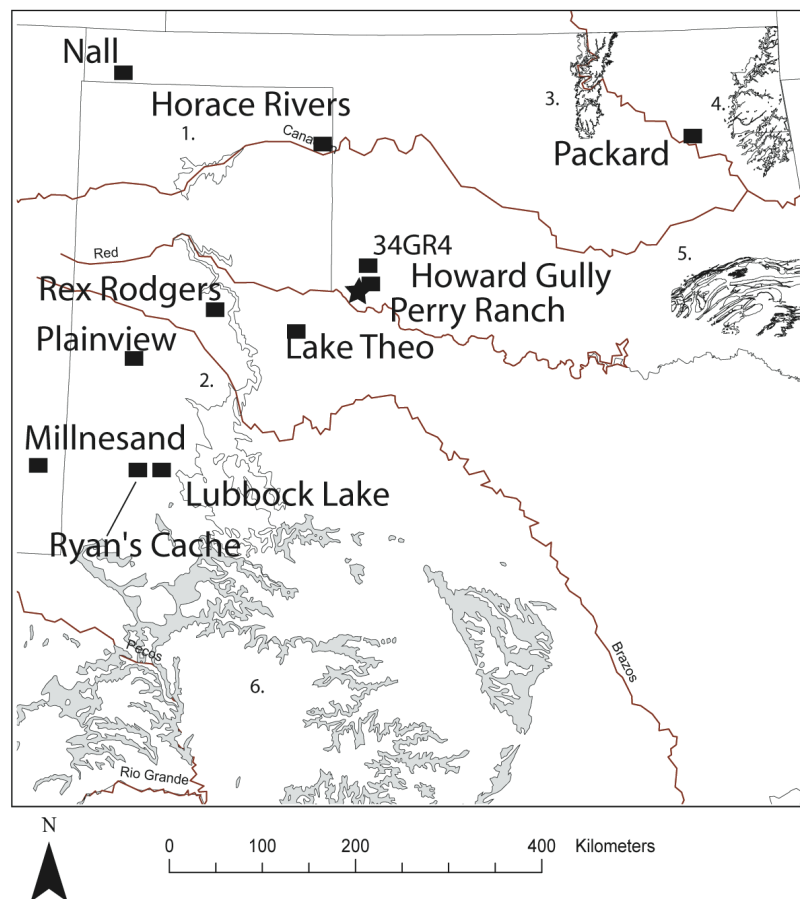 Nall
Horace Rivers
1.
3.
4.
Packard
Red
34GR4
5.
Howard Gully
Rex Rodgers
Perry Ranch
Plainview
Lake Theo
2.
Millnesand
Lubbock Lake
Ryan's Cache
Pecos
Brazos
6.
Rio Grande
N
0 100 200 400 Kilometers